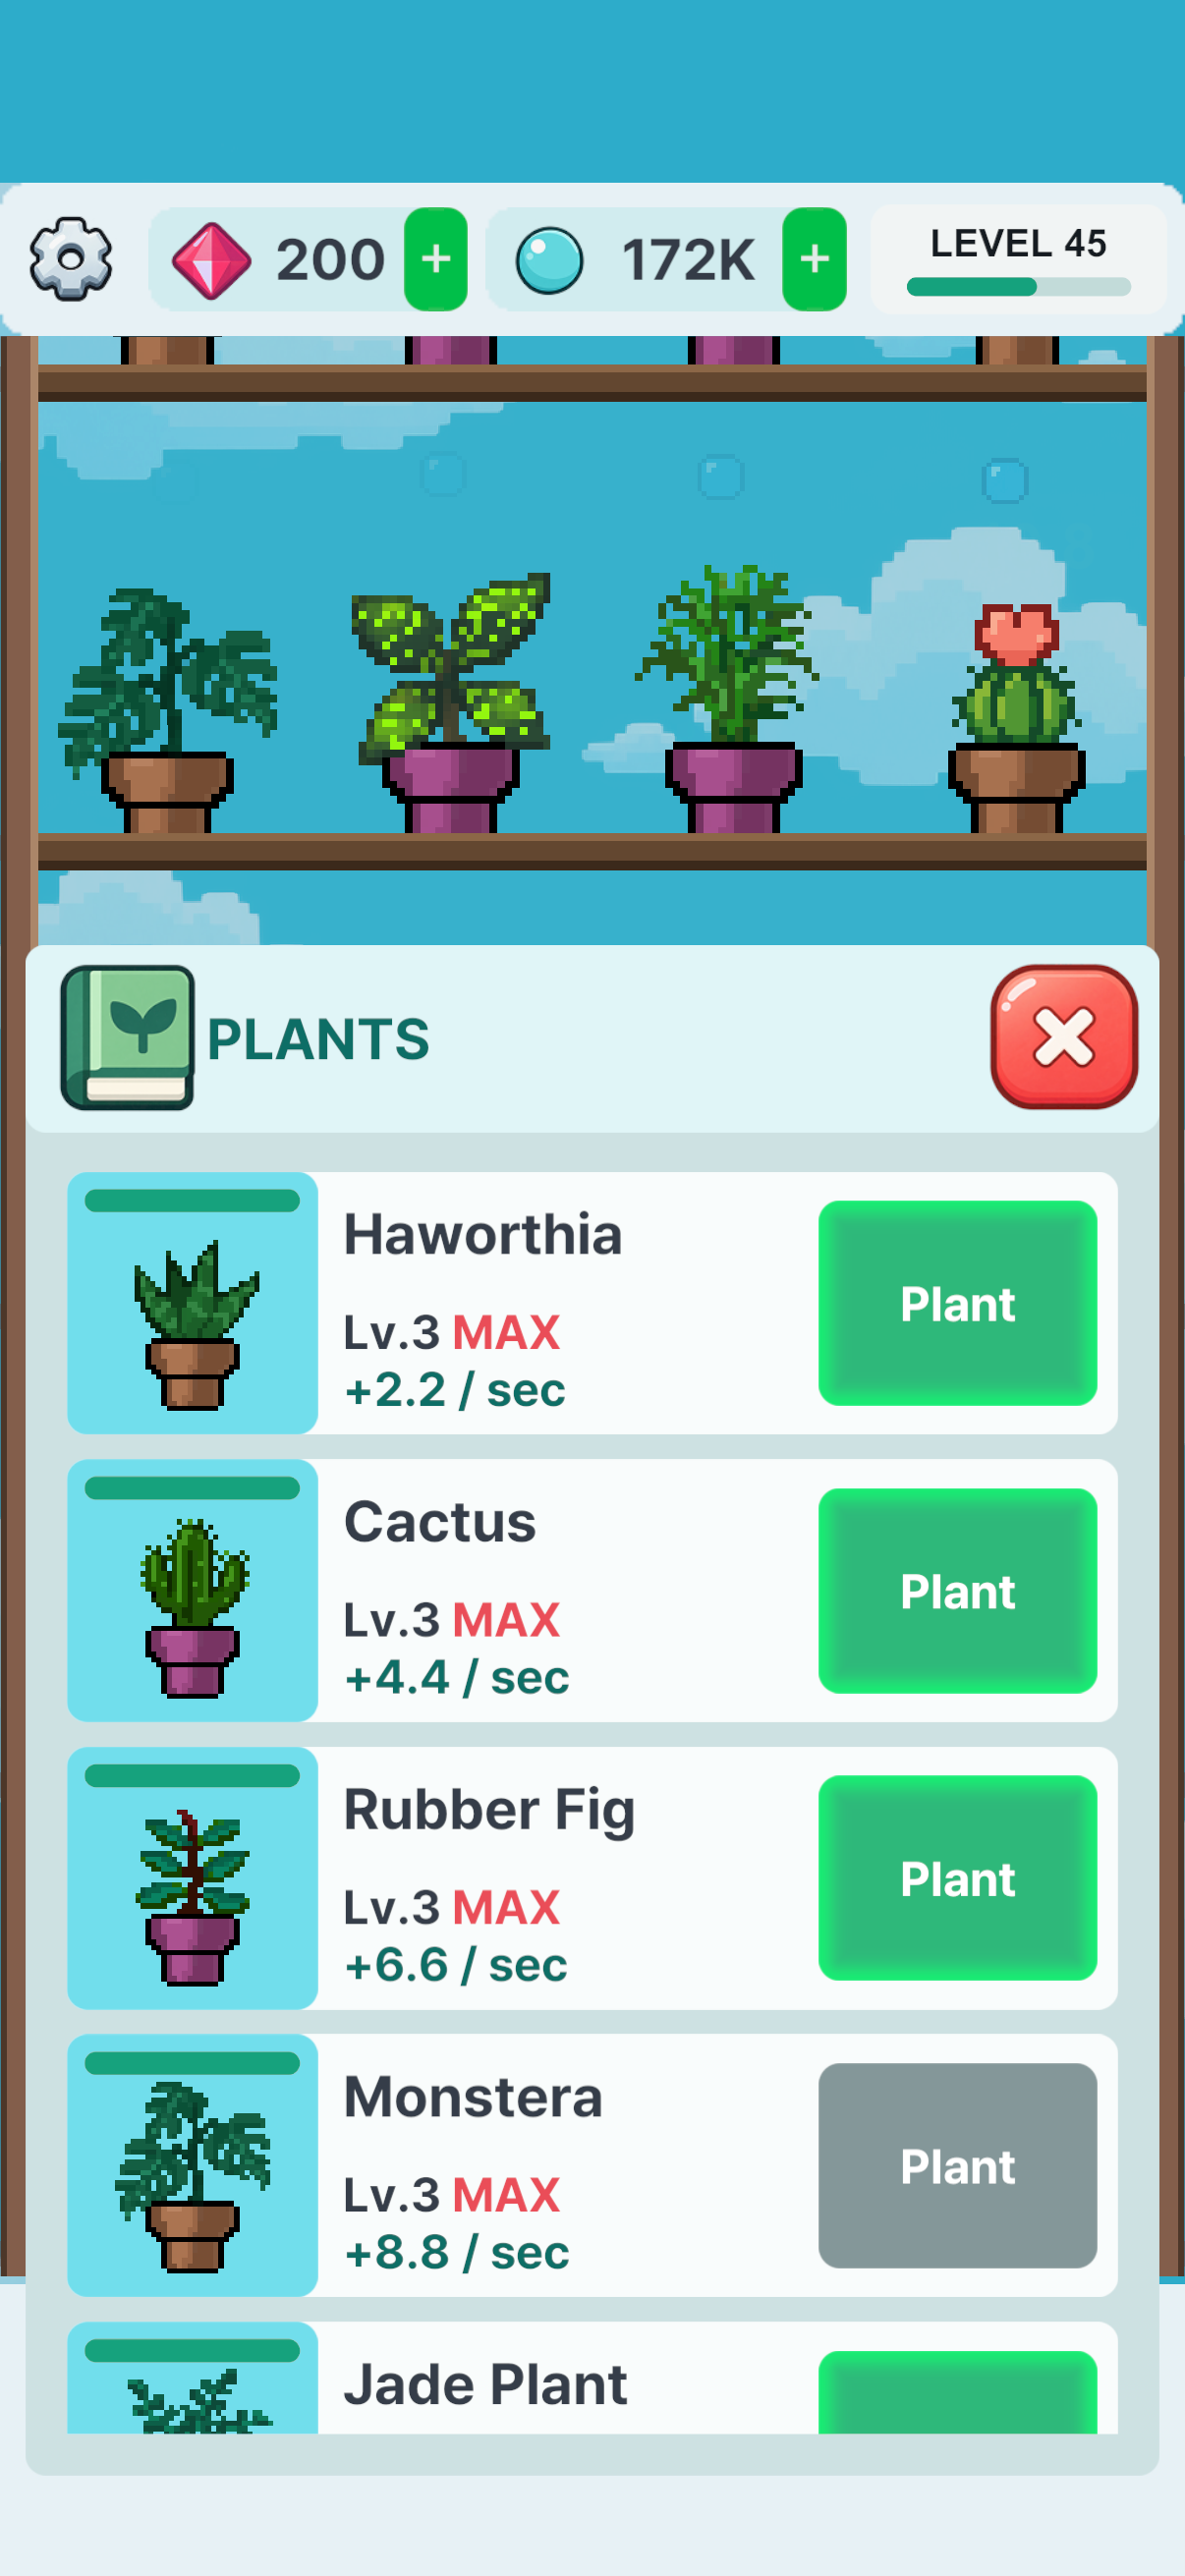 200 +
172K +
LEVEL 45
PLANTS
Haworthia
Lv.3 MAX
+2.2 / sec
Plant
Cactus
Lv.3 MAX
+4.4 / sec
Plant
Rubber Fig
Lv.3 MAX
+6.6 / sec
Plant
Monstera
Lv.3 MAX
+8.8 / sec
Plant
Jade Plant